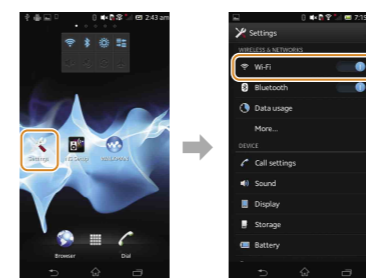 2:43 am
Settings
Browser
Dial
7:15
Settings
WIRELESS & NETWORKS
Wi-Fi
Bluetooth
Data usage
More...
DEVICE
Call settings
Sound
Display
Storage
Battery